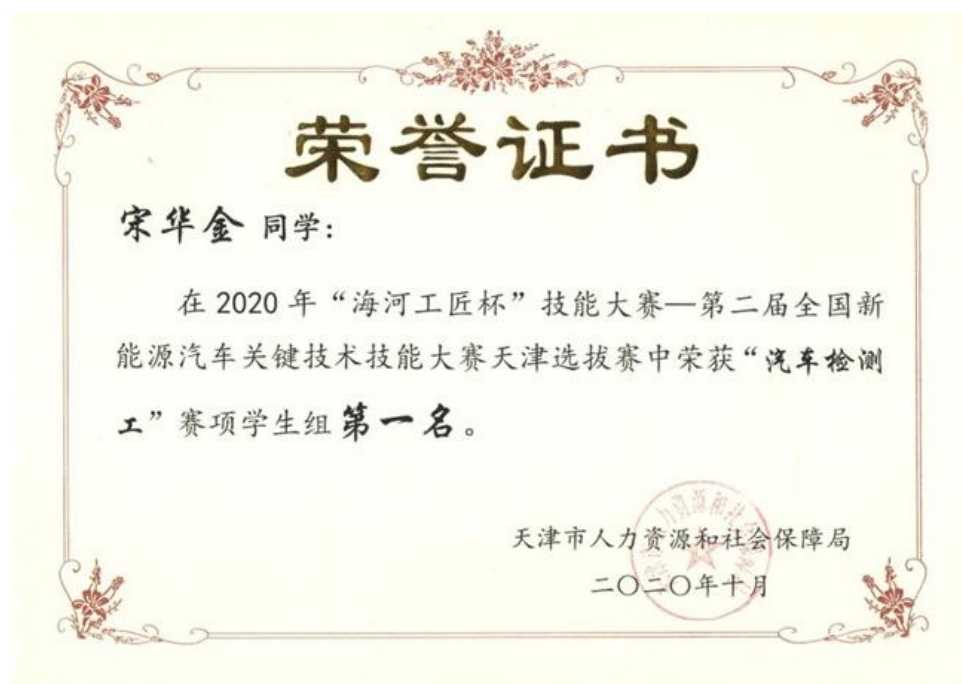 荣誉证书
宋华金 同学：
在 2020 年“海河工匠杯”技能大赛—第二届全国新
能源汽车关键技术技能大赛天津选拔赛中荣获“汽车检测
工”赛项学生组第一名。
天津市人力资源和社会保障局
二〇二〇年十月